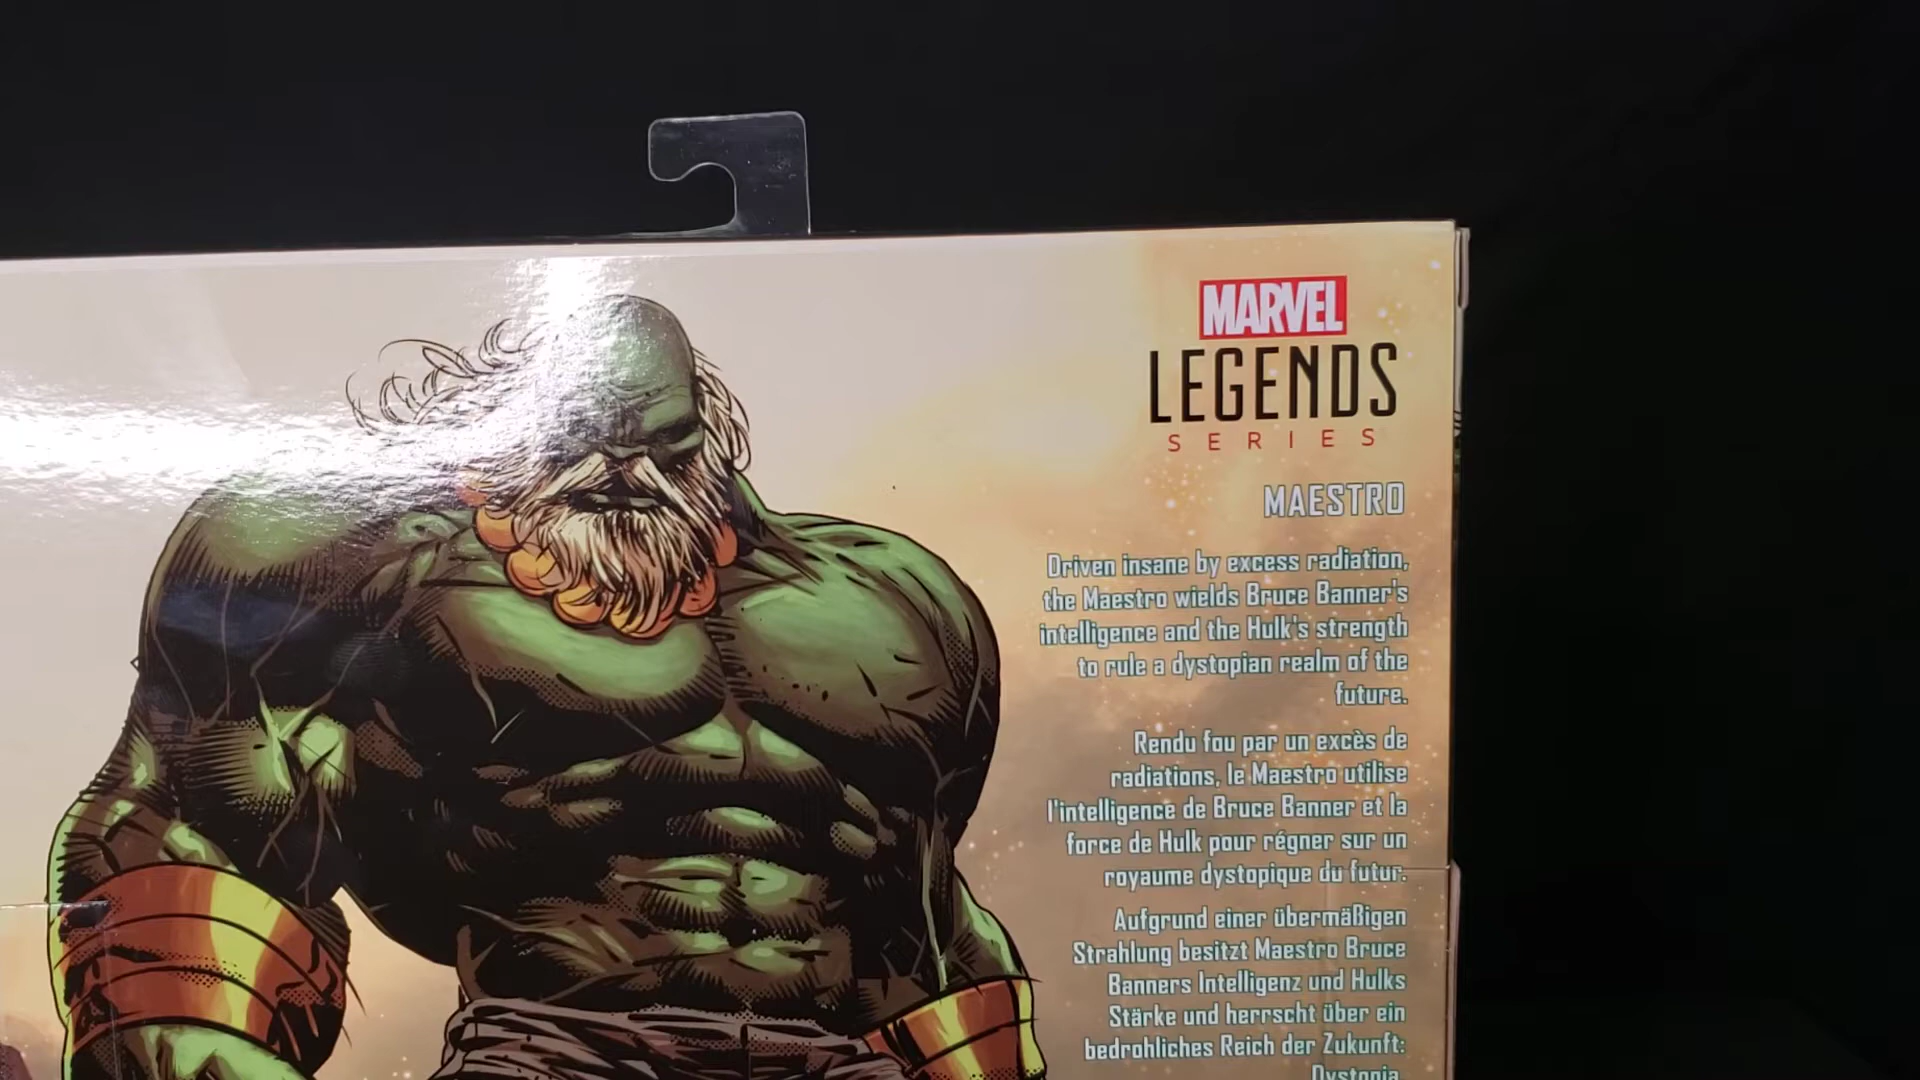 MARVEL
LEGENDS
SERIES
MAESTRO
Driven insane by excess radiation,
the Maestro wields Bruce Banner's
intelligence and the Hulk's strength
to rule a dystopian realm of the
future.
Rendu fou par un excès de
radiations, le Maestro utilise
l'intelligence de Bruce Banner et la
force de Hulk pour régner sur un
royaume dystopique du futur.
Aufgrund einer übermäßigen
Strahlung besitzt Maestro Bruce
Banners Intelligenz und Hulks
Stärke und herrscht über ein
bedrohliches Reich der Zukunft:
Dystopia.